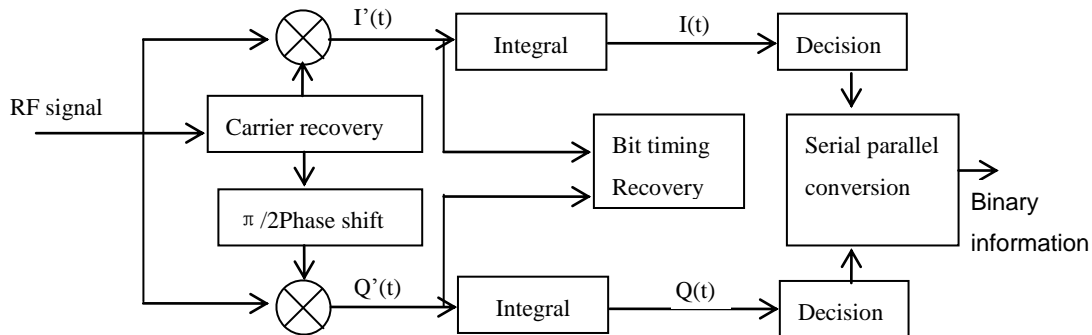 I’(t)
Integral
I(t)
Decision
RF signal
Carrier recovery
Bit timing
Recovery
Serial parallel
conversion
Binary
information
π/2Phase shift
Q’(t)
Integral
Q(t)
Decision